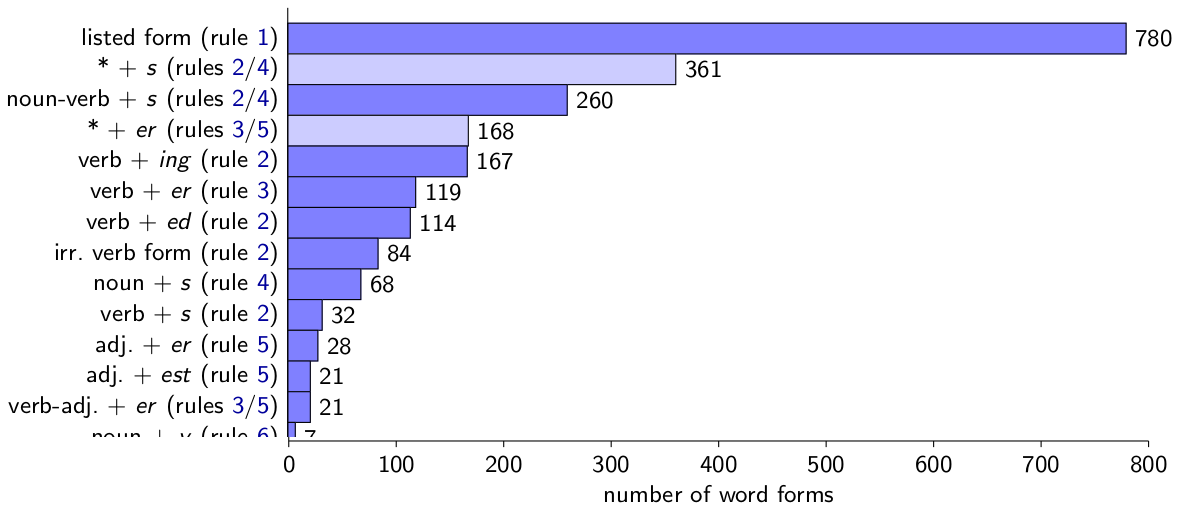 listed form (rule 1) 780
* + s (rules 2/4) 361
noun-verb + s (rules 2/4) 260
* + er (rules 3/5) 168
verb + ing (rule 2) 167
verb + er (rule 3) 119
verb + ed (rule 2) 114
irr. verb form (rule 2) 84
noun + s (rule 4) 68
verb + s (rule 2) 32
adj. + er (rule 5) 28
adj. + est (rule 5) 21
verb-adj. + er (rules 3/5) 21
noun + y (rule 6) 7
0 100 200 300 400 500 600 700 800
number of word forms